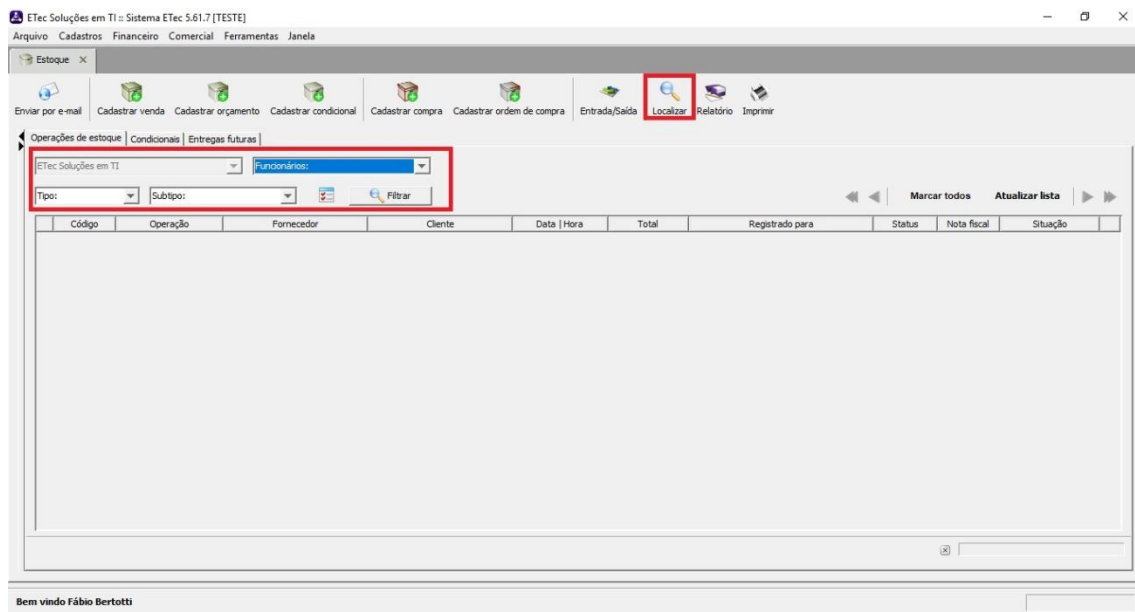 ETec Soluções em TI :: Sistema ETec 5.61.7 [TESTE]
Arquivo Cadastros Financeiro Comercial Ferramentas Janela
Estoque
Enviar por e-mail Cadastrar venda Cadastrar orçamento Cadastrar condicional Cadastrar compra Cadastrar ordem de compra Entrada/Saída Localizar Relatório Imprimir
Operações de estoque Condicionais Entregas futuras
ETec Soluções em TI Funcionários:
Tipo: Subtipo: Filtrar Marcar todos Atualizar lista
Código Operação Fornecedor Cliente Data | Hora Total Registrado para Status Nota fiscal Situação
Bem vindo Fábio Bertotti